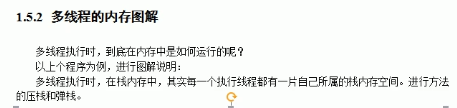 1.5.2 多线程的内存图解
多线程执行时，到底在内存中是如何运行的呢？
以上个程序为例，进行图解说明：
多线程执行时，在栈内存中，其实每一个执行线程都有一片自己所属的栈内存空间。进行方法
的压栈和弹栈。